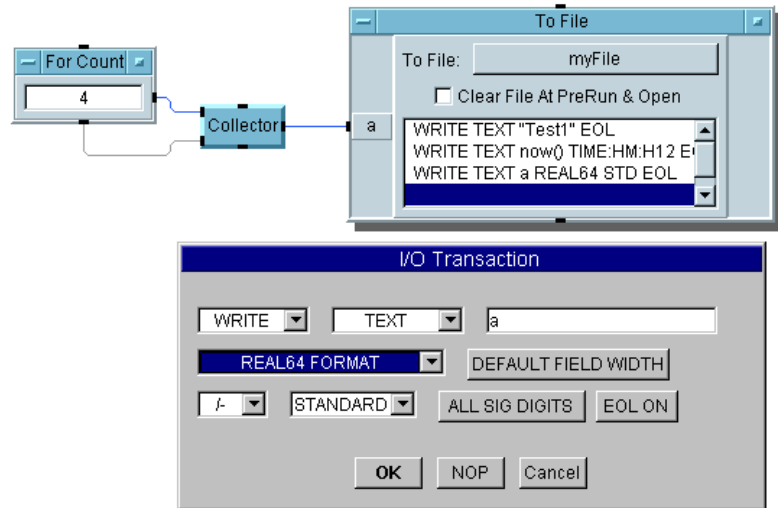 To File
For Count
4
Collector
To File:
myFile
Clear File At PreRun & Open
a
WRITE TEXT "Test1" EOL
WRITE TEXT now() TIME:HM:H12 E
WRITE TEXT a REAL64 STD EOL
I/O Transaction
WRITE
TEXT
a
REAL64 FORMAT
DEFAULT FIELD WIDTH
/-
STANDARD
ALL SIG DIGITS
EOL ON
OK
NOP
Cancel